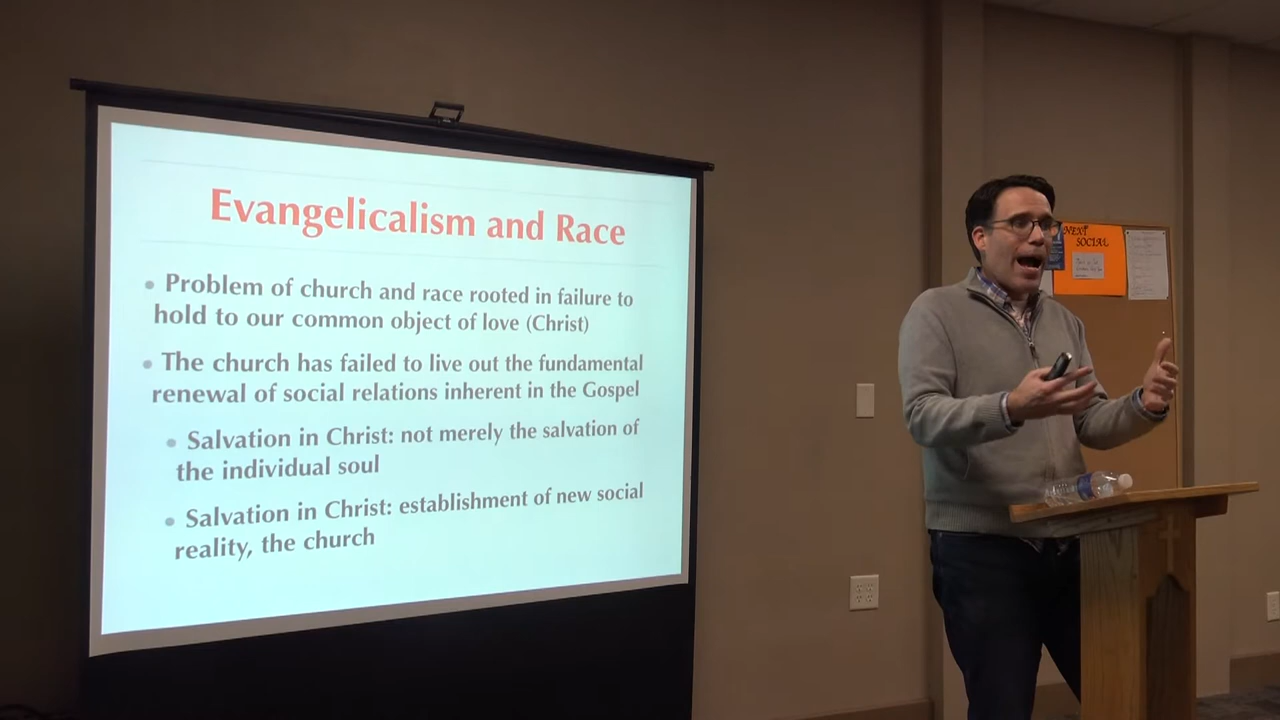 Evangelicalism and Race
• Problem of church and race rooted in failure to
hold to our common object of love (Christ)
• The church has failed to live out the fundamental
renewal of social relations inherent in the Gospel
• Salvation in Christ: not merely the salvation of
the individual soul
• Salvation in Christ: establishment of new social
reality, the church
NEXT
SOCIAL